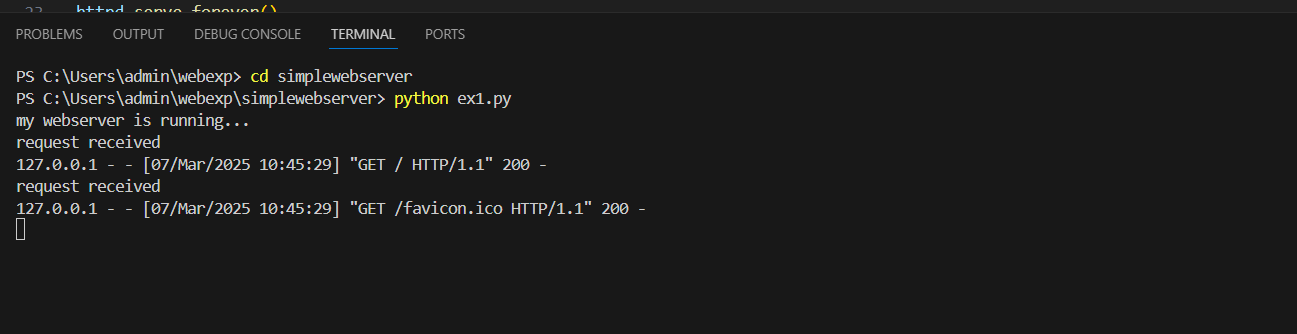 23 httpd.serve_forever()
PROBLEMS OUTPUT DEBUG CONSOLE TERMINAL PORTS
PS C:\Users\admin\webexp> cd simplewebserver
PS C:\Users\admin\webexp\simplewebserver> python ex1.py
my webserver is running...
request received
127.0.0.1 - - [07/Mar/2025 10:45:29] "GET / HTTP/1.1" 200 -
request received
127.0.0.1 - - [07/Mar/2025 10:45:29] "GET /favicon.ico HTTP/1.1" 200 -